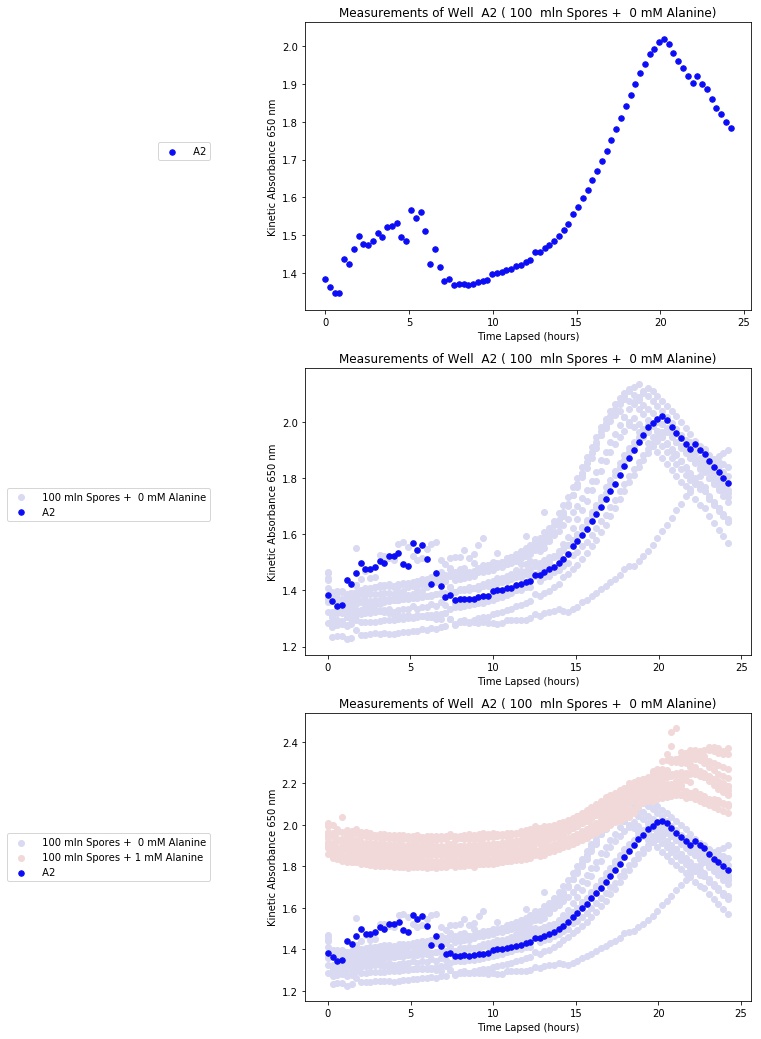 Measurements of Well A2 ( 100 mln Spores + 0 mM Alanine)
2.0
1.9
1.8
1.7
1.6
1.5
1.4
Kinetic Absorbance 650 nm
A2
0 5 10 15 20 25
Time Lapsed (hours)
Measurements of Well A2 ( 100 mln Spores + 0 mM Alanine)
2.0
1.8
1.6
1.4
1.2
Kinetic Absorbance 650 nm
100 mln Spores + 0 mM Alanine
A2
0 5 10 15 20 25
Time Lapsed (hours)
Measurements of Well A2 ( 100 mln Spores + 0 mM Alanine)
2.4
2.2
2.0
1.8
1.6
1.4
1.2
Kinetic Absorbance 650 nm
100 mln Spores + 0 mM Alanine
100 mln Spores + 1 mM Alanine
A2
0 5 10 15 20 25
Time Lapsed (hours)